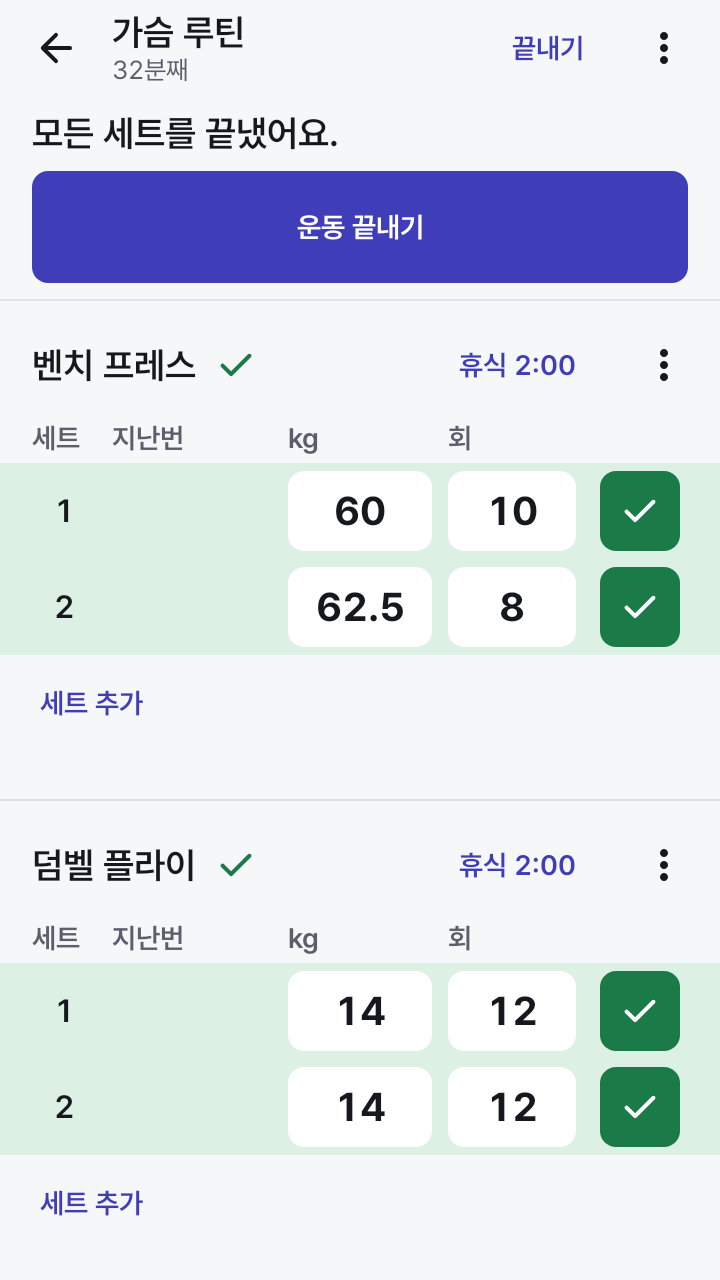 가슴 루틴
32분째
끝내기
모든 세트를 끝냈어요.
운동 끝내기
벤치 프레스
휴식 2:00
세트 지난번 kg 회
1 60 10
2 62.5 8
세트 추가
덤벨 플라이
휴식 2:00
세트 지난번 kg 회
1 14 12
2 14 12
세트 추가